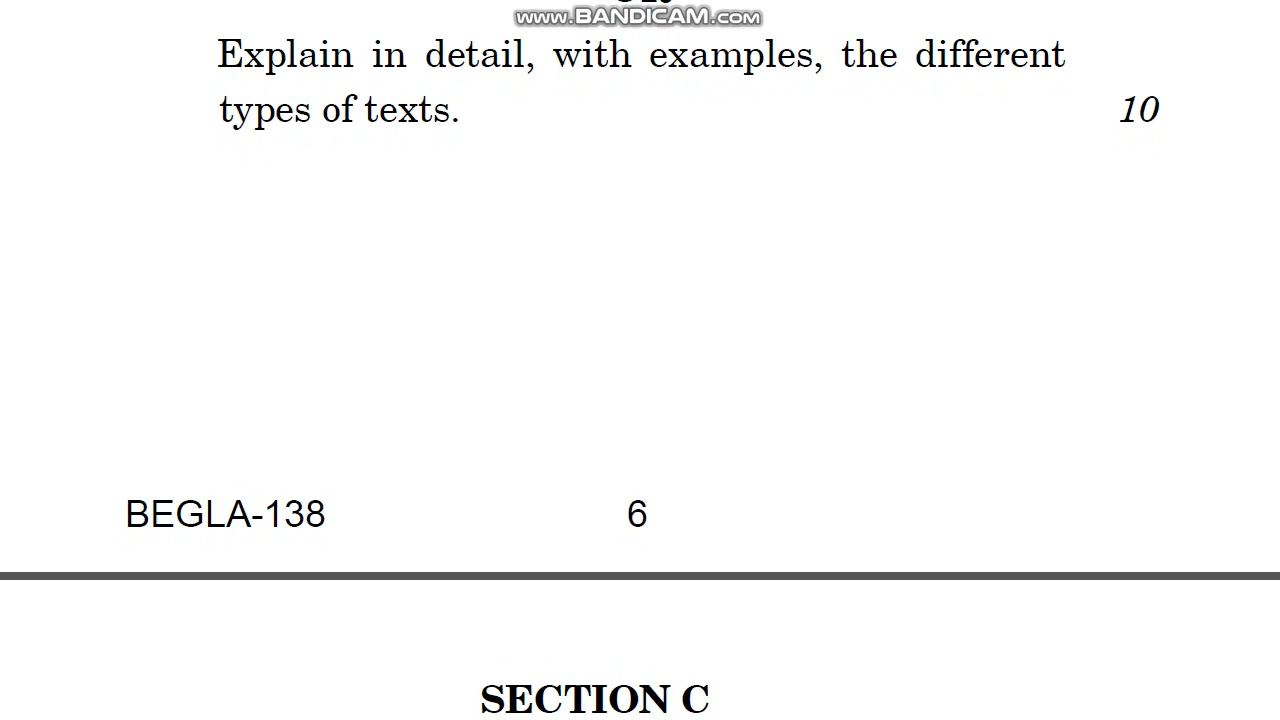 www.BANDICAM.com
Explain in detail, with examples, the different
types of texts. 10
BEGLA-138 6
SECTION C